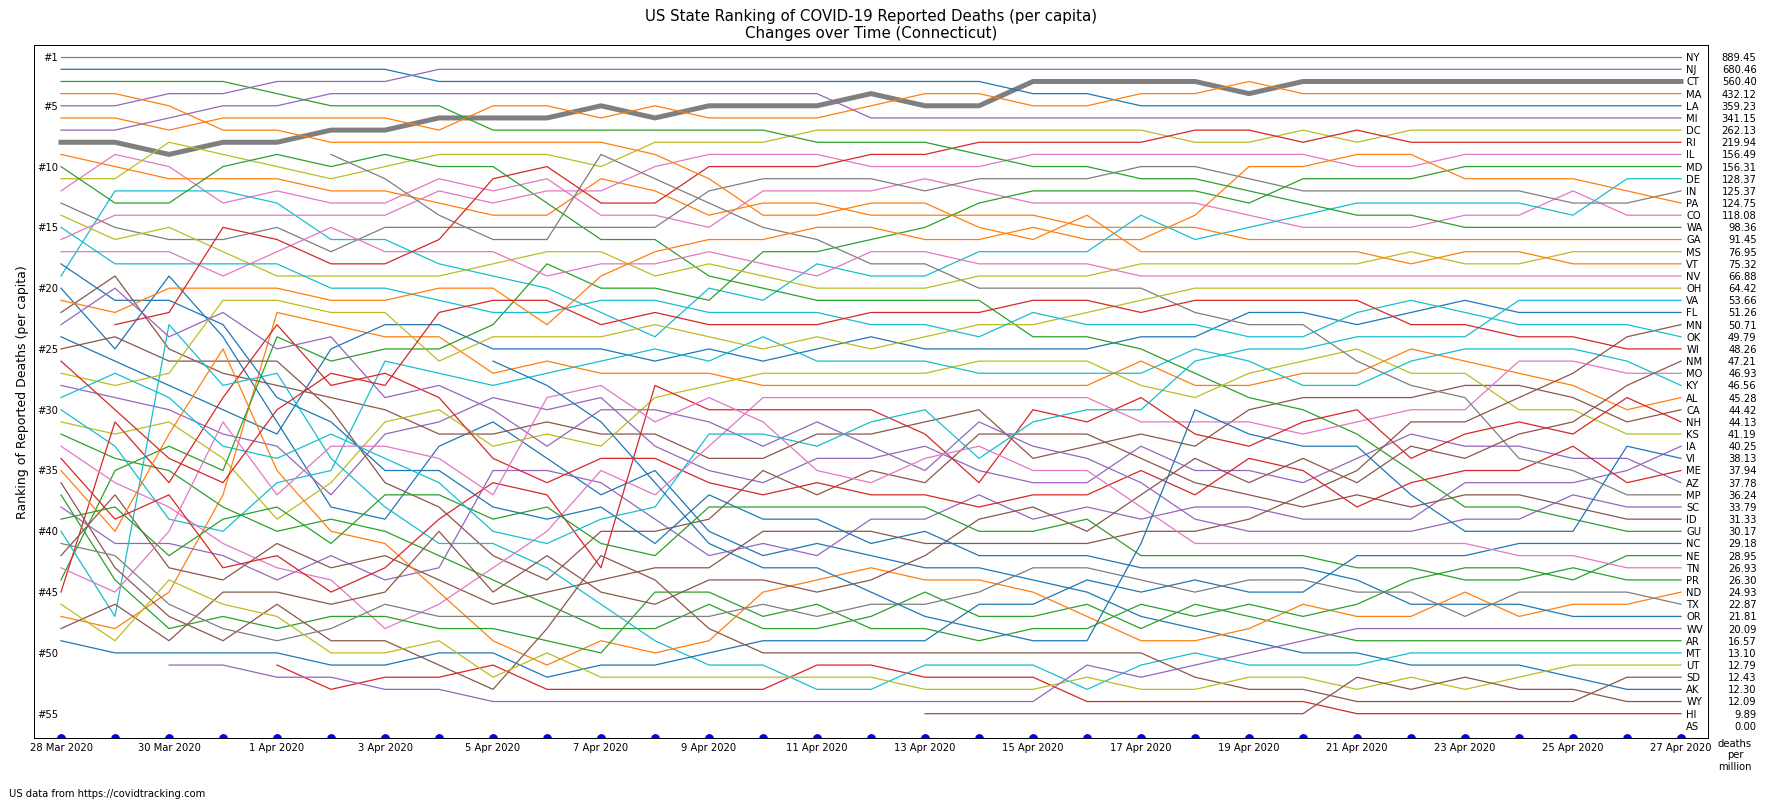 US State Ranking of COVID-19 Reported Deaths (per capita)
Changes over Time (Connecticut)
Ranking of Reported Deaths (per capita)
#1
#5
#10
#15
#20
#25
#30
#35
#40
#45
#50
#55
NY 889.45
NJ 680.46
CT 560.40
MA 432.12
LA 359.23
MI 341.15
DC 262.13
RI 219.94
IL 156.49
MD 156.31
DE 128.37
IN 125.37
PA 124.75
CO 118.08
WA 98.36
GA 91.45
MS 76.95
VT 75.32
NV 66.88
OH 64.42
VA 53.66
FL 51.26
MN 50.71
OK 49.79
WI 48.26
NM 47.21
MO 46.93
KY 46.56
AL 45.28
CA 44.42
NH 44.13
KS 41.19
IA 40.25
VI 38.13
ME 37.94
AZ 37.78
MP 36.24
SC 33.79
ID 31.33
GU 30.17
NC 29.18
NE 28.95
TN 26.93
PR 26.30
ND 24.93
TX 22.87
OR 21.81
WV 20.09
AR 16.57
MT 13.10
UT 12.79
SD 12.43
AK 12.30
WY 12.09
HI 9.89
AS 0.00
28 Mar 2020 30 Mar 2020 1 Apr 2020 3 Apr 2020 5 Apr 2020 7 Apr 2020 9 Apr 2020 11 Apr 2020 13 Apr 2020 15 Apr 2020 17 Apr 2020 19 Apr 2020 21 Apr 2020 23 Apr 2020 25 Apr 2020 27 Apr 2020
deaths
per
million
US data from https://covidtracking.com